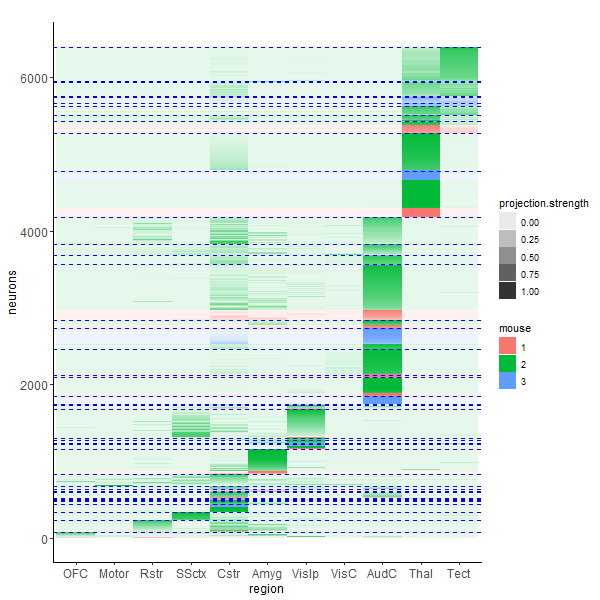 6000
4000
2000
0
neurons
OFC Motor Rstr SSctx Cstr Amyg VisIp VisC AudC Thal Tect
region
projection.strength
0.00
0.25
0.50
0.75
1.00
mouse
1
2
3